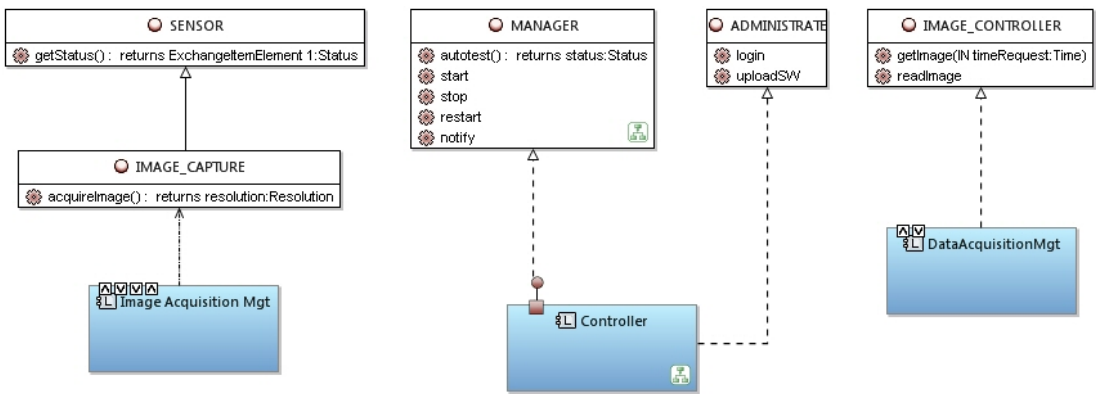 SENSOR
getStatus() : returns ExchangeItemElement 1:Status
IMAGE_CAPTURE
acquireImage() : returns resolution:Resolution
L Image Acquisition Mgt
MANAGER
autotest() : returns status:Status
start
stop
restart
notify
L Controller
ADMINISTRATE
login
uploadSW
IMAGE_CONTROLLER
getImage(IN timeRequest:Time)
readImage
L DataAcquisitionMgt